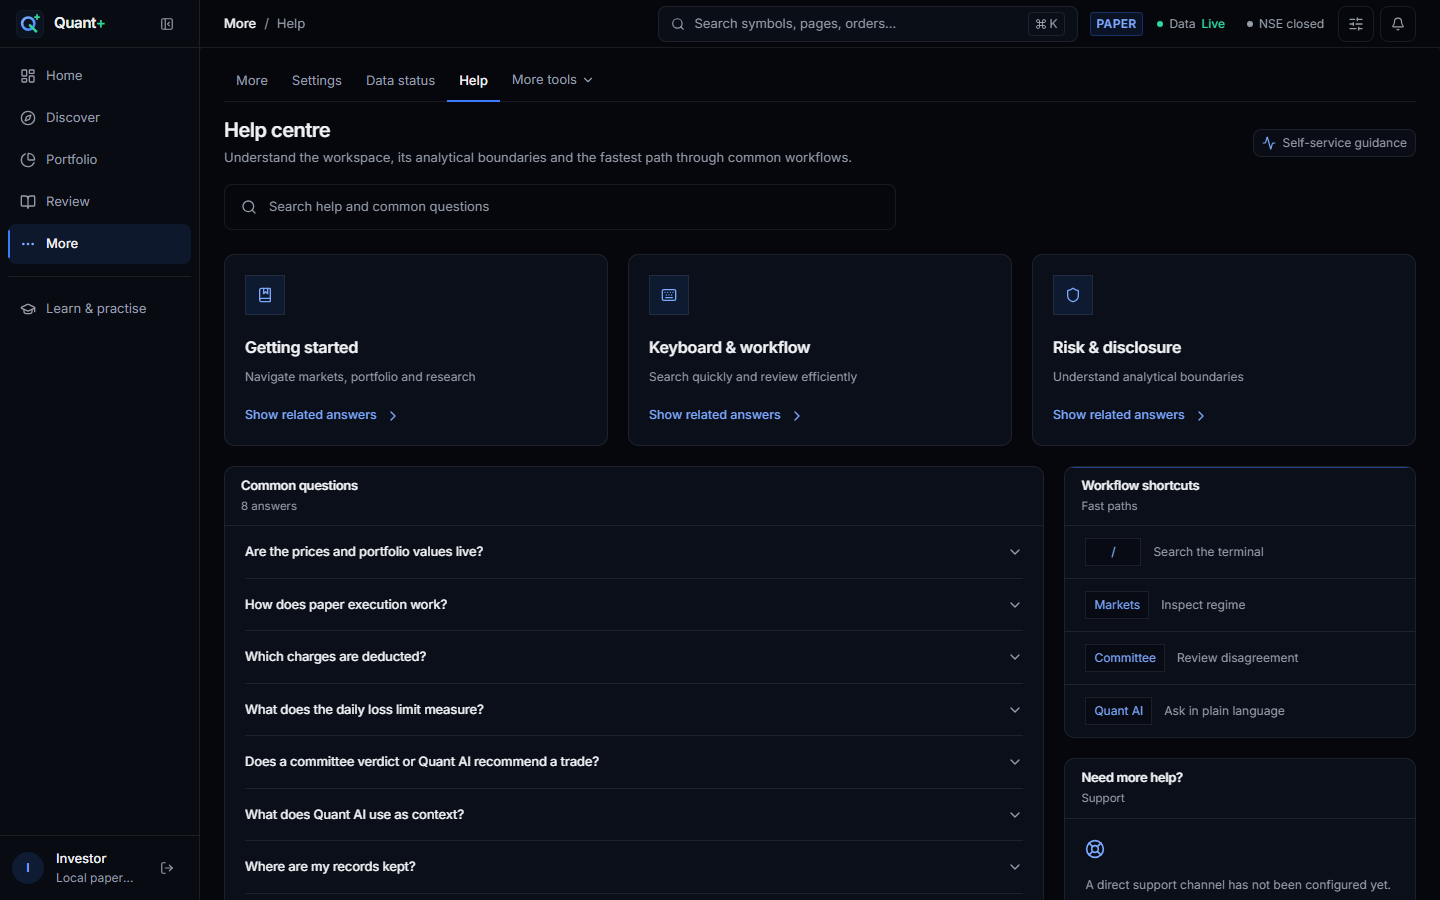 Quant+
More / Help
Search symbols, pages, orders...
⌘ K
PAPER
Data Live
NSE closed
Home
Discover
Portfolio
Review
More
Learn & practise
Investor
Local paper...
I
More
Settings
Data status
Help
More tools
Help centre
Understand the workspace, its analytical boundaries and the fastest path through common workflows.
Self-service guidance
Search help and common questions
Getting started
Navigate markets, portfolio and research
Show related answers
Keyboard & workflow
Search quickly and review efficiently
Show related answers
Risk & disclosure
Understand analytical boundaries
Show related answers
Common questions
8 answers
Are the prices and portfolio values live?
How does paper execution work?
Which charges are deducted?
What does the daily loss limit measure?
Does a committee verdict or Quant AI recommend a trade?
What does Quant AI use as context?
Where are my records kept?
Workflow shortcuts
Fast paths
/ Search the terminal
Markets Inspect regime
Committee Review disagreement
Quant AI Ask in plain language
Need more help?
Support
A direct support channel has not been configured yet.